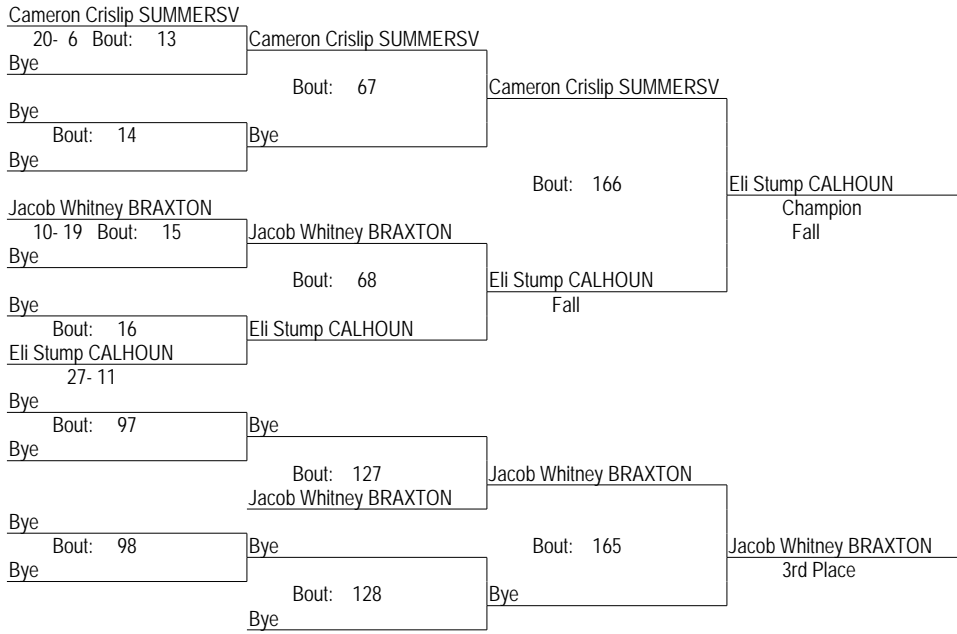 Cameron Crislip SUMMERSV
20- 6 Bout: 13
Cameron Crislip SUMMERSV
Bye
Bout: 67
Cameron Crislip SUMMERSV
Bye
Bout: 14
Bye
Bye
Bout: 166
Eli Stump CALHOUN
Jacob Whitney BRAXTON
Champion
10- 19 Bout: 15
Jacob Whitney BRAXTON
Fall
Bye
Bout: 68
Eli Stump CALHOUN
Bye
Fall
Bout: 16
Eli Stump CALHOUN
Eli Stump CALHOUN
27- 11
Bye
Bout: 97
Bye
Bye
Bout: 127
Jacob Whitney BRAXTON
Jacob Whitney BRAXTON
Bye
Bout: 98
Bye
Bout: 165
Jacob Whitney BRAXTON
Bye
3rd Place
Bout: 128
Bye
Bye